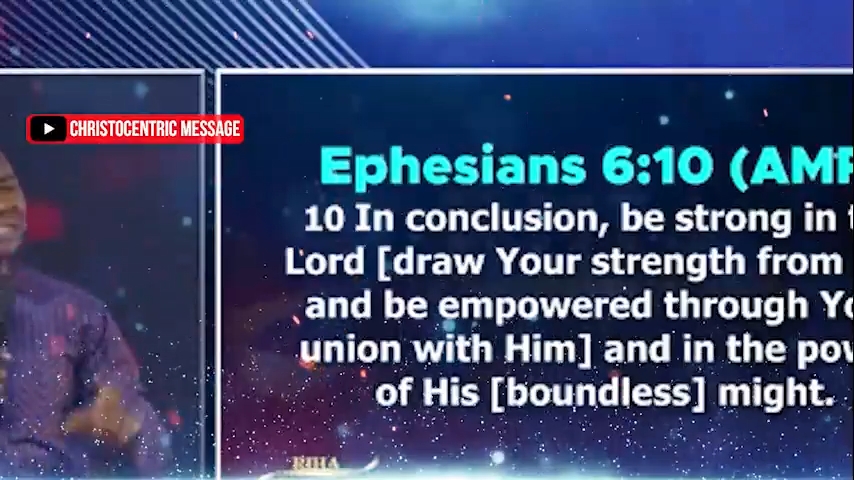 CHRISTOCENTRIC MESSAGE
Ephesians 6:10 (AMP
10 In conclusion, be strong in t
Lord [draw Your strength from
and be empowered through Yo
union with Him] and in the pow
of His [boundless] might.